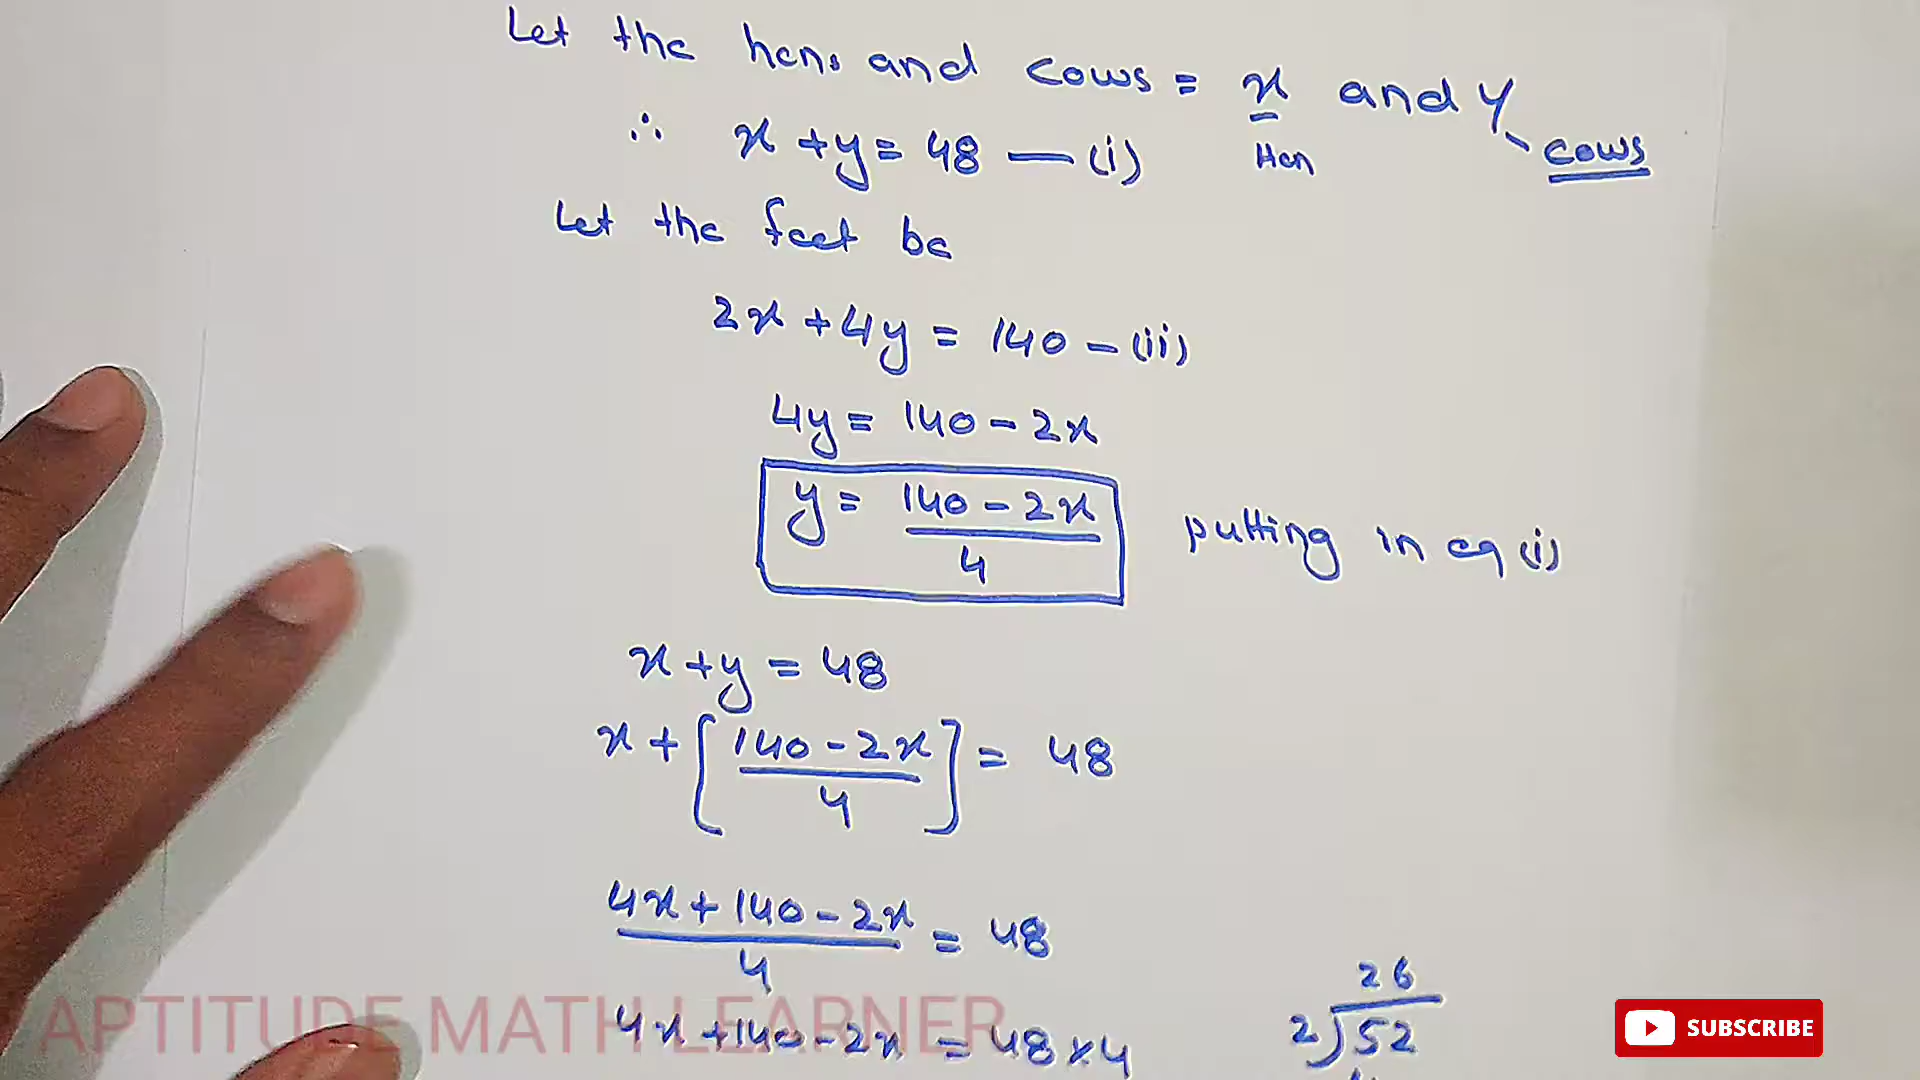 Let the hens and cows = x and y
Hen
cows
∴ x + y = 48 — (i)
Let the feet be
2x + 4y = 140 — (ii)
4y = 140 - 2x
y = (140 - 2x)/4 putting in eq (i)
x + y = 48
x + [(140 - 2x)/4] = 48
(4x + 140 - 2x)/4 = 48
4x + 140 - 2x = 48 × 4
26
2)52
APTITUDE MATH LEARNER
SUBSCRIBE